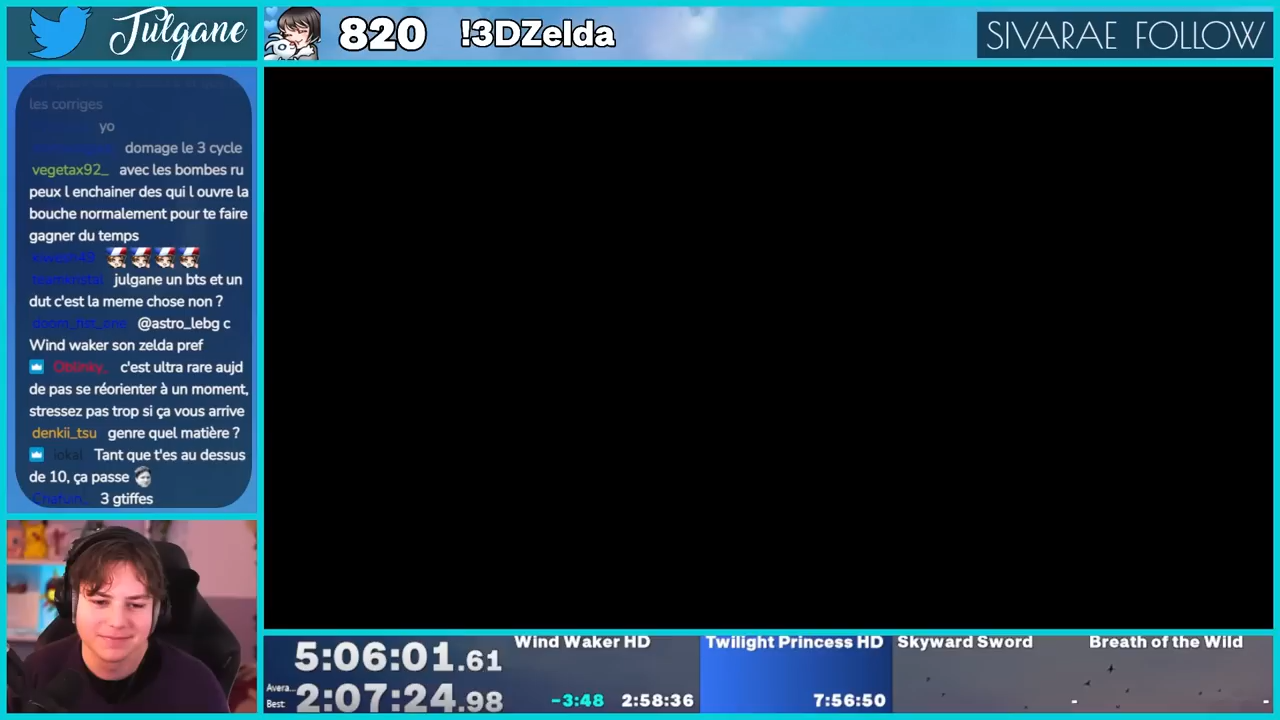 Julgane
820 !3DZelda
SIVARAE FOLLOW
les corriges
yo
domage le 3 cycle
vegetax92_ avec les bombes ru
peux l enchainer des qui l ouvre la
bouche normalement pour te faire
gagner du temps
julgane un bts et un
dut c'est la meme chose non ?
@astro_lebg c
Wind waker son zelda pref
Oblinky_ c'est ultra rare aujd
de pas se réorienter à un moment,
stressez pas trop si ça vous arrive
denkii_tsu genre quel matière ?
iokal Tant que t'es au dessus
de 10, ça passe
3 gtiffes
5:06:01.61
Avera...
Best:
2:07:24.98
Wind Waker HD
-3:48 2:58:36
Twilight Princess HD
7:56:50
Skyward Sword
-
Breath of the Wild
-